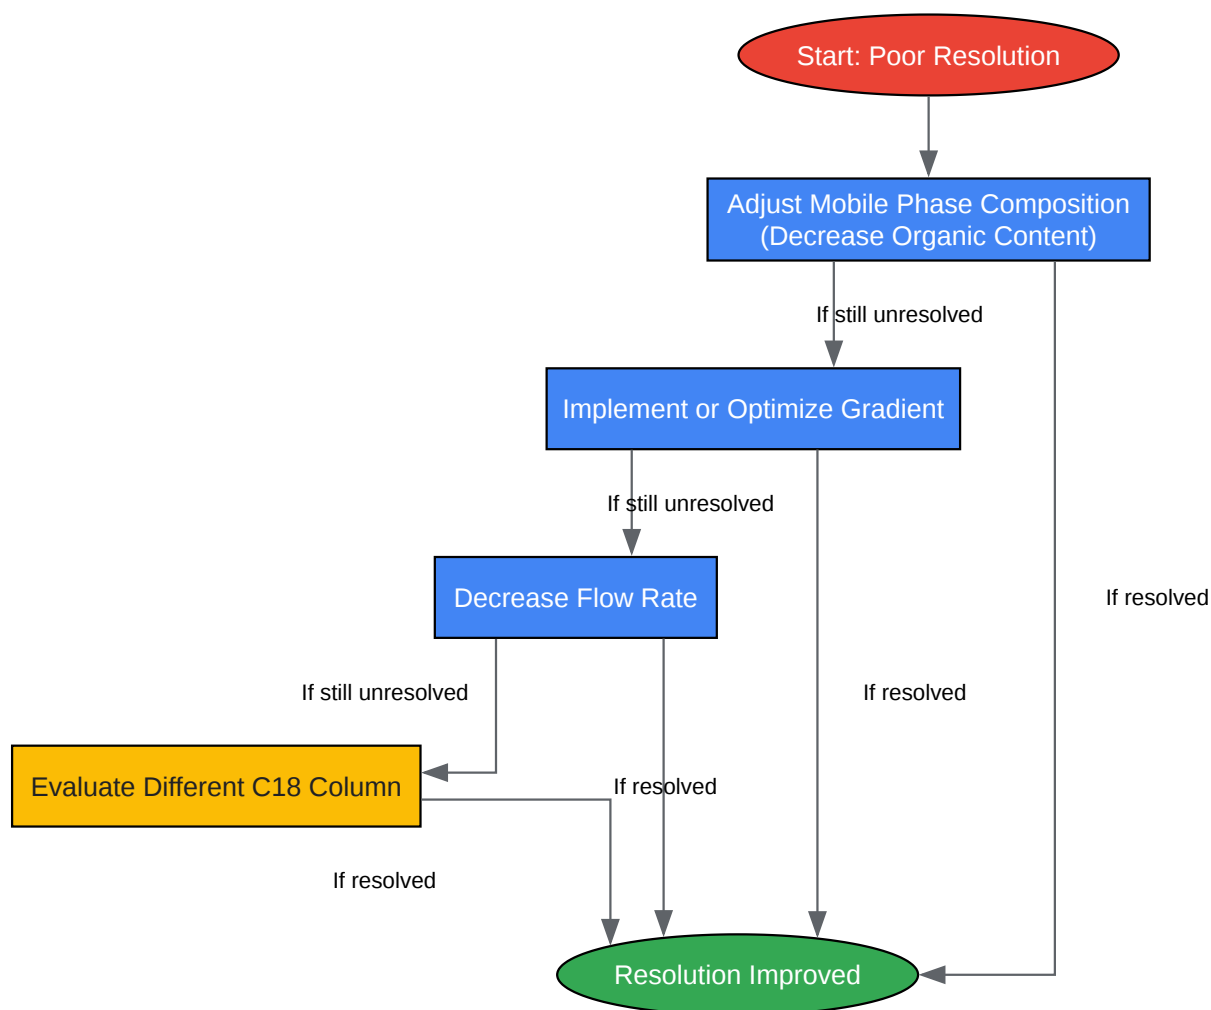 Start: Poor Resolution
Adjust Mobile Phase Composition
(Decrease Organic Content)
If still unresolved
Implement or Optimize Gradient
If still unresolved
Decrease Flow Rate
If resolved
If still unresolved
If resolved
Evaluate Different C18 Column
If resolved
If resolved
Resolution Improved